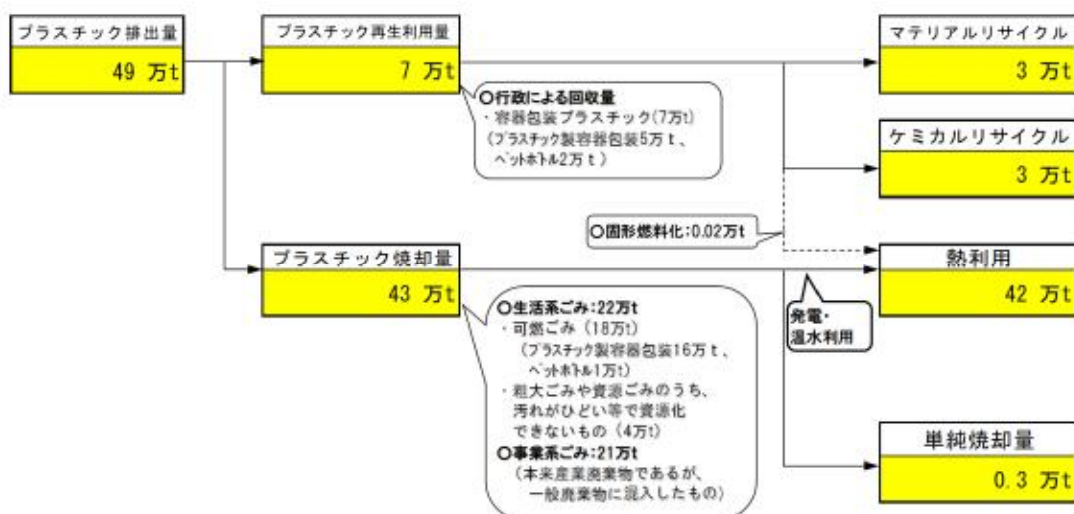 プラスチック排出量
49 万t
プラスチック再生利用量
7 万t
〇行政による回収量
・容器包装プラスチック(7万t)
(プラスチック製容器包装5万t、
ペットボトル2万t)
マテリアルリサイクル
3 万t
ケミカルリサイクル
3 万t
〇固形燃料化:0.02万t
プラスチック焼却量
43 万t
〇生活系ごみ:22万t
・可燃ごみ (18万t)
(プラスチック製容器包装16万t、
ペットボトル1万t)
・粗大ごみや資源ごみのうち、
汚れがひどい等で資源化
できないもの (4万t)
〇事業系ごみ:21万t
(本来産業廃棄物であるが、
一般廃棄物に混入したもの)
熱利用
42 万t
発電・
温水利用
単純焼却量
0.3 万t